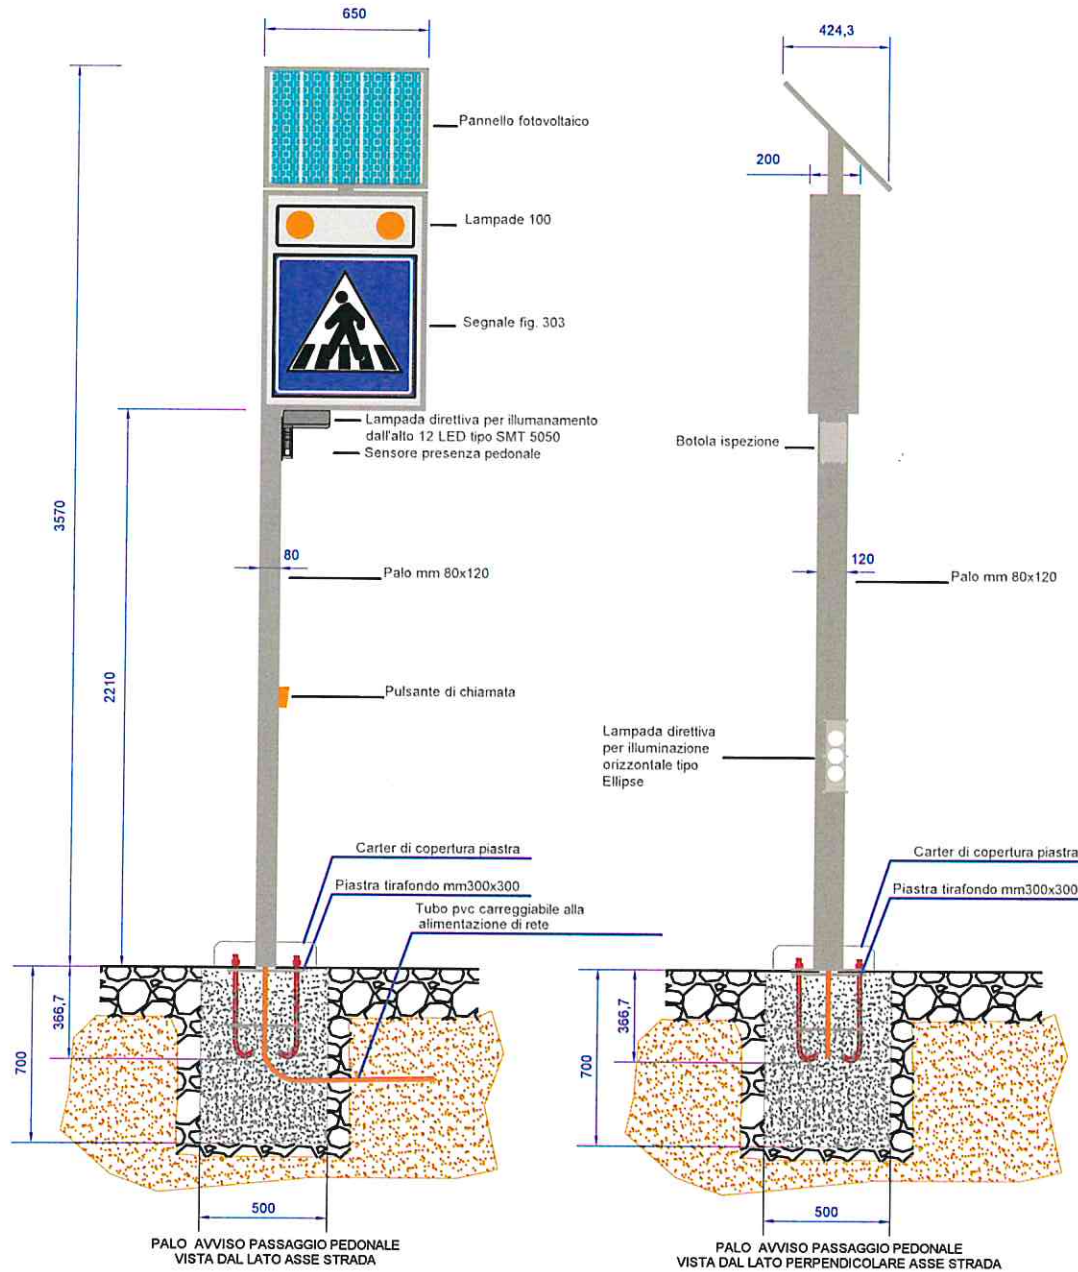 650
424,3
Pannello fotovoltaico
200
Lampade 100
Segnale fig. 303
Lampada direttiva per illumanamento
dall'alto 12 LED tipo SMT 5050
Sensore presenza pedonale
Botola ispezione
3570
80
Palo mm 80x120
120
Palo mm 80x120
2210
Pulsante di chiamata
Lampada direttiva
per illuminazione
orizzontale tipo
Ellipse
Carter di copertura piastra
Piastra tirafondo mm300x300
Tubo pvc carreggiabile alla
alimentazione di rete
Carter di copertura piastra
Piastra tirafondo mm300x300
366,7
700
366,7
700
500
500
PALO AVVISO PASSAGGIO PEDONALE
VISTA DAL LATO ASSE STRADA
PALO AVVISO PASSAGGIO PEDONALE
VISTA DAL LATO PERPENDICOLARE ASSE STRADA